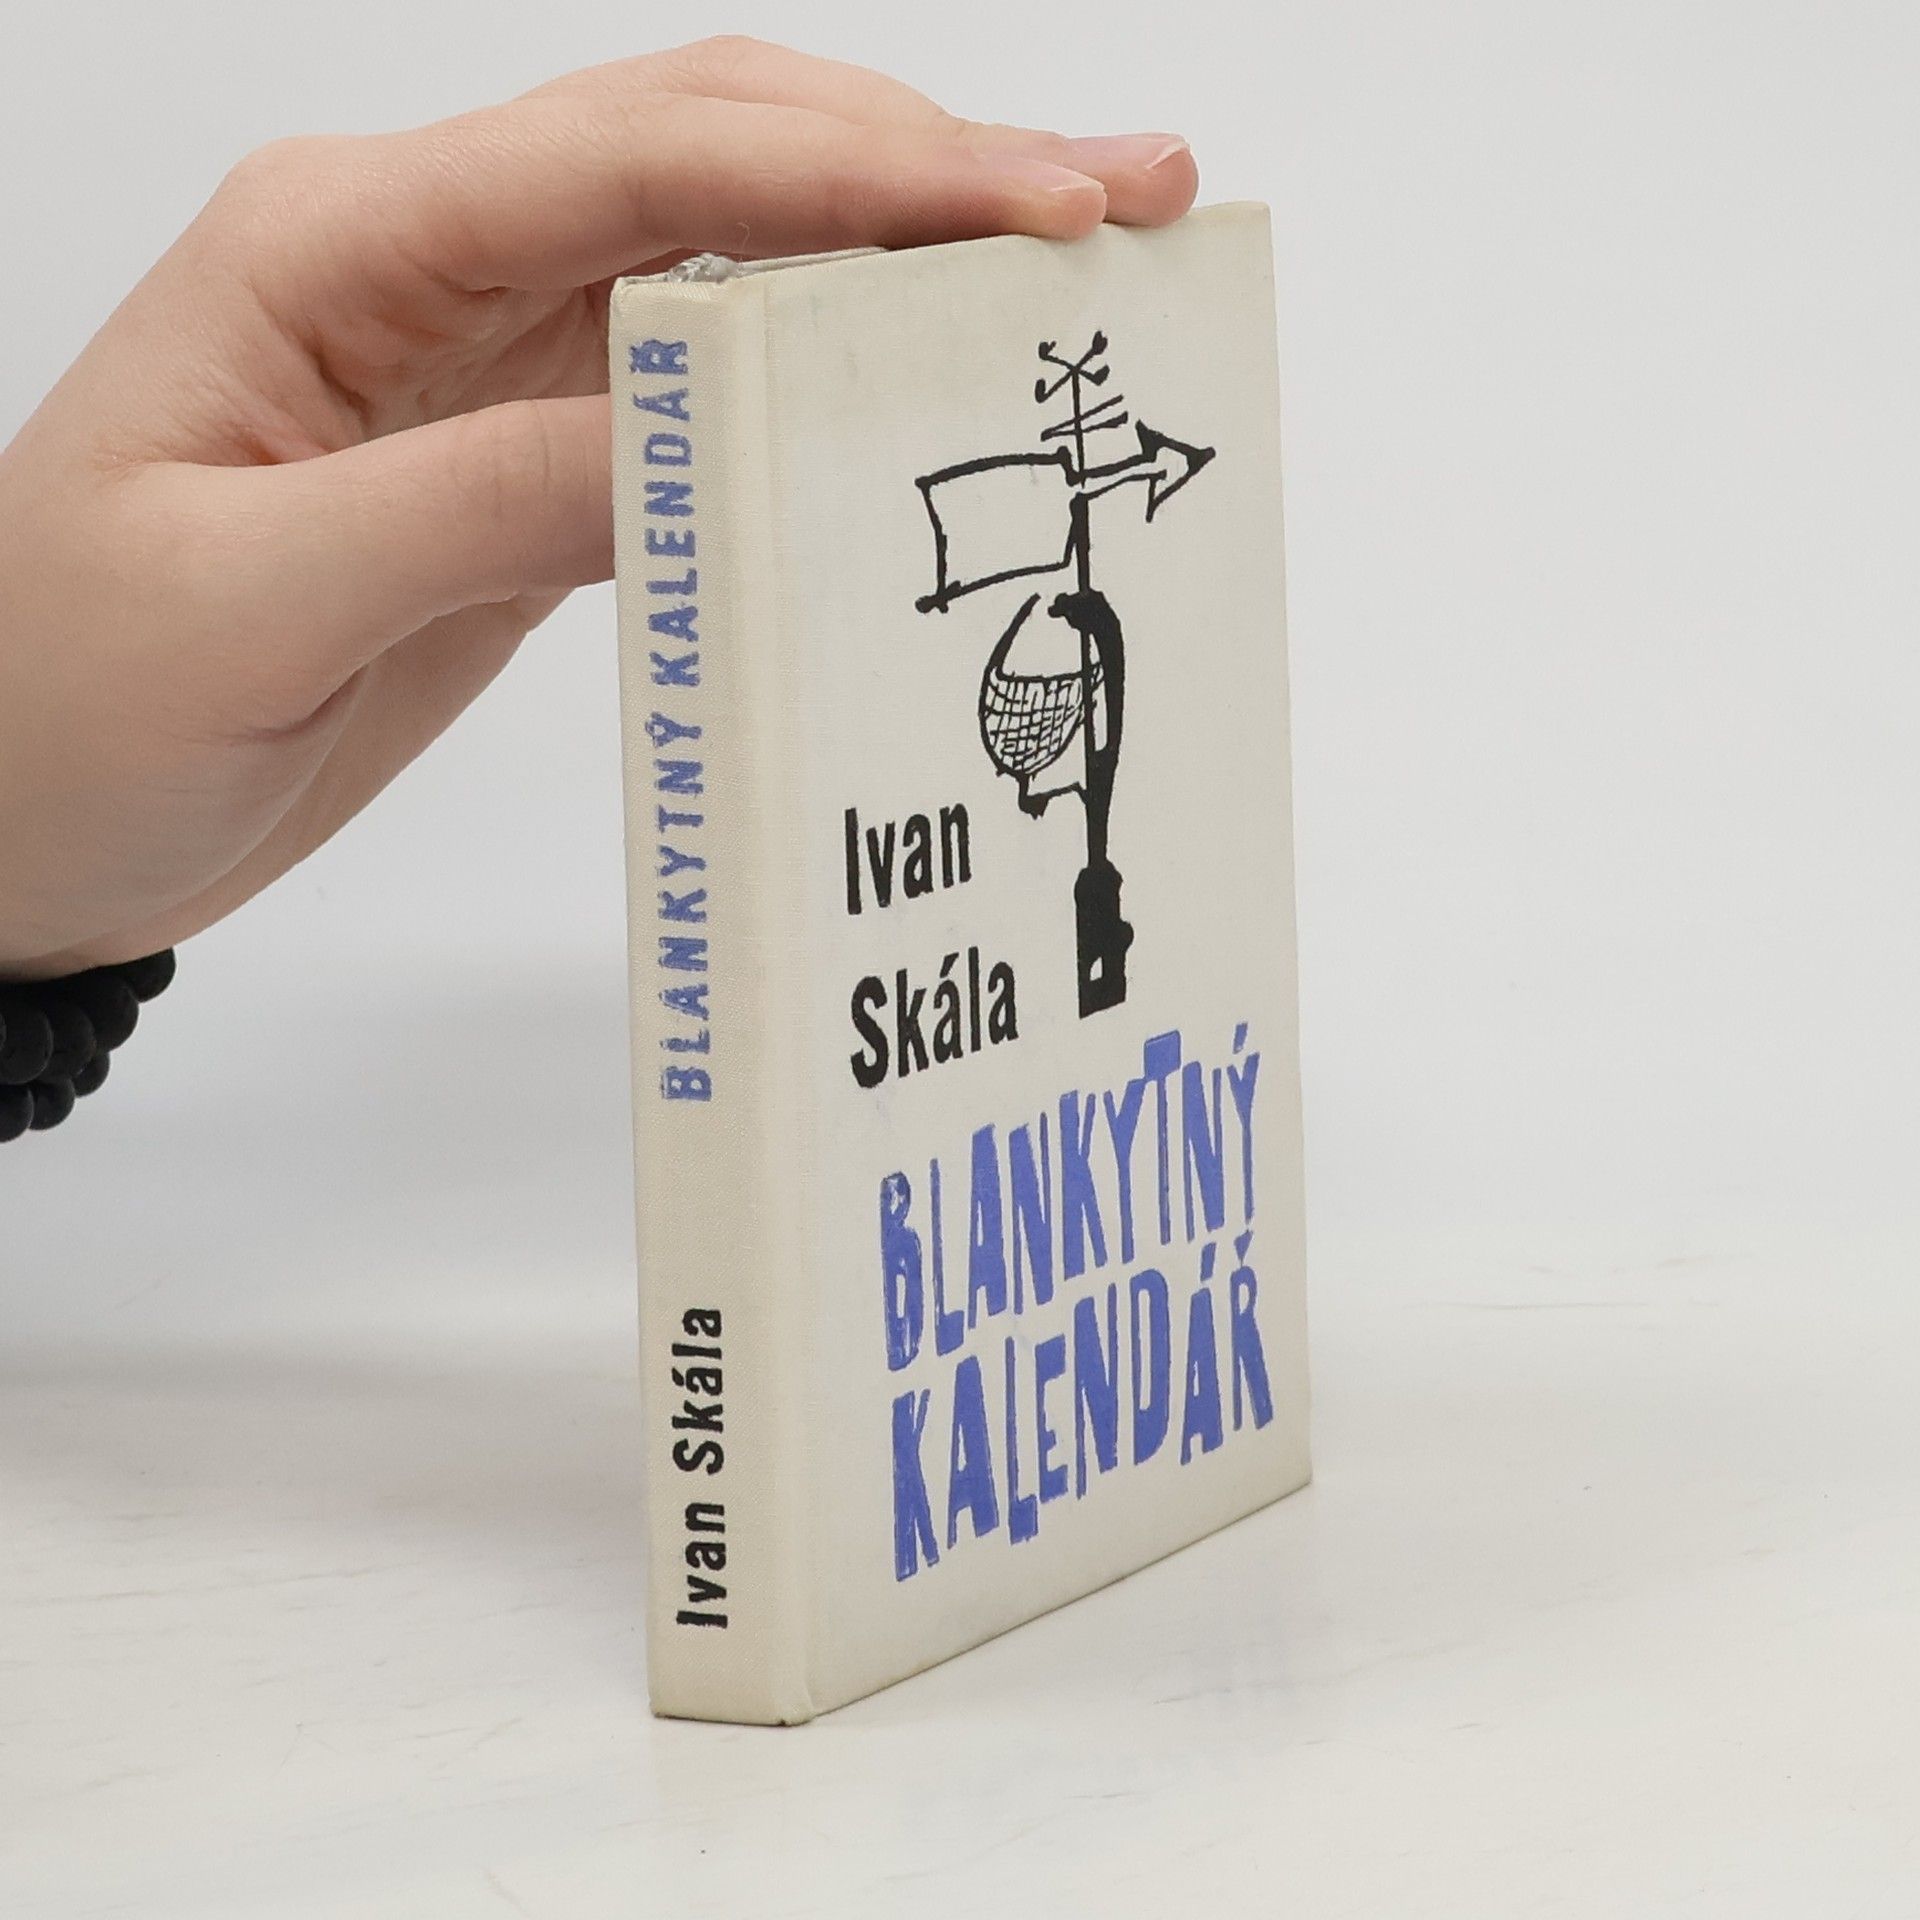 BLANKYTNÝ KALENDÁŘ
Ivan Skála
Ivan
Skála
BLANKYTNÝ
KALENDÁŘ